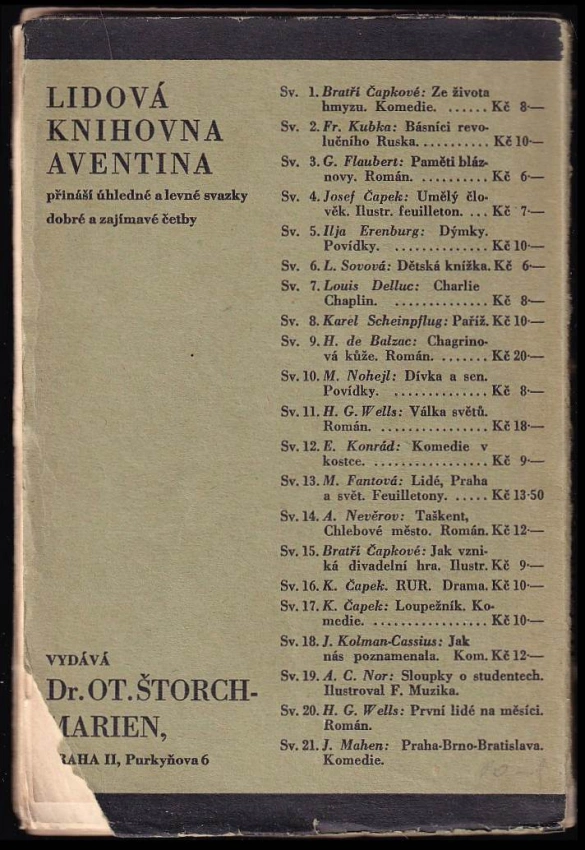 LIDOVÁ
KNIHOVNA
AVENTINA
přináší úhledné a levné svazky
dobré a zajímavé četby
Sv. 1. Bratři Čapkové: Ze života
hmyzu. Komedie. ...... Kč 8·—
Sv. 2. Fr. Kubka: Básníci revo-
lučního Ruska. ......... Kč 10·—
Sv. 3. G. Flaubert: Paměti bláz-
novy. Román. ......... Kč 6·—
Sv. 4. Josef Čapek: Umělý člo-
věk. Ilustr. feuilleton. ... Kč 7·—
Sv. 5. Ilja Erenburg: Dýmky.
Povídky. ............. Kč 10·—
Sv. 6. L. Sovová: Dětská knížka. Kč 6·—
Sv. 7. Louis Delluc: Charlie
Chaplin. ............. Kč 8·—
Sv. 8. Karel Scheinpflug: Paříž. Kč 10·—
Sv. 9. H. de Balzac: Chagrino-
vá kůže. Román. ....... Kč 20·—
Sv. 10. M. Nohejl: Dívka a sen.
Povídky. ............. Kč 8·—
Sv. 11. H. G. Wells: Válka světů.
Román. ............... Kč 18·—
Sv. 12. E. Konrád: Komedie v
kostce. ................ Kč 9·—
Sv. 13. M. Fantová: Lidé, Praha
a svět. Feuilletony. ..... Kč 13·50
Sv. 14. A. Nevěrov: Taškent,
Chlebové město. Román. Kč 12·—
Sv. 15. Bratři Čapkové: Jak vzni-
ká divadelní hra. Ilustr. Kč 9·—
Sv. 16. K. Čapek. RUR. Drama. Kč 10·—
Sv. 17. K. Čapek: Loupežník. Ko-
medie. ................ Kč 10·—
Sv. 18. J. Kolman-Cassius: Jak
nás poznamenala. Kom. Kč 12·—
Sv. 19. A. C. Nor: Sloupky o studentech.
Ilustroval F. Muzika.
Sv. 20. H. G. Wells: První lidé na měsíci.
Román.
Sv. 21. J. Mahen: Praha-Brno-Bratislava.
Komedie.
VYDÁVÁ
Dr. OT. ŠTORCH-
MARIEN,
PRAHA II, Purkyňova 6